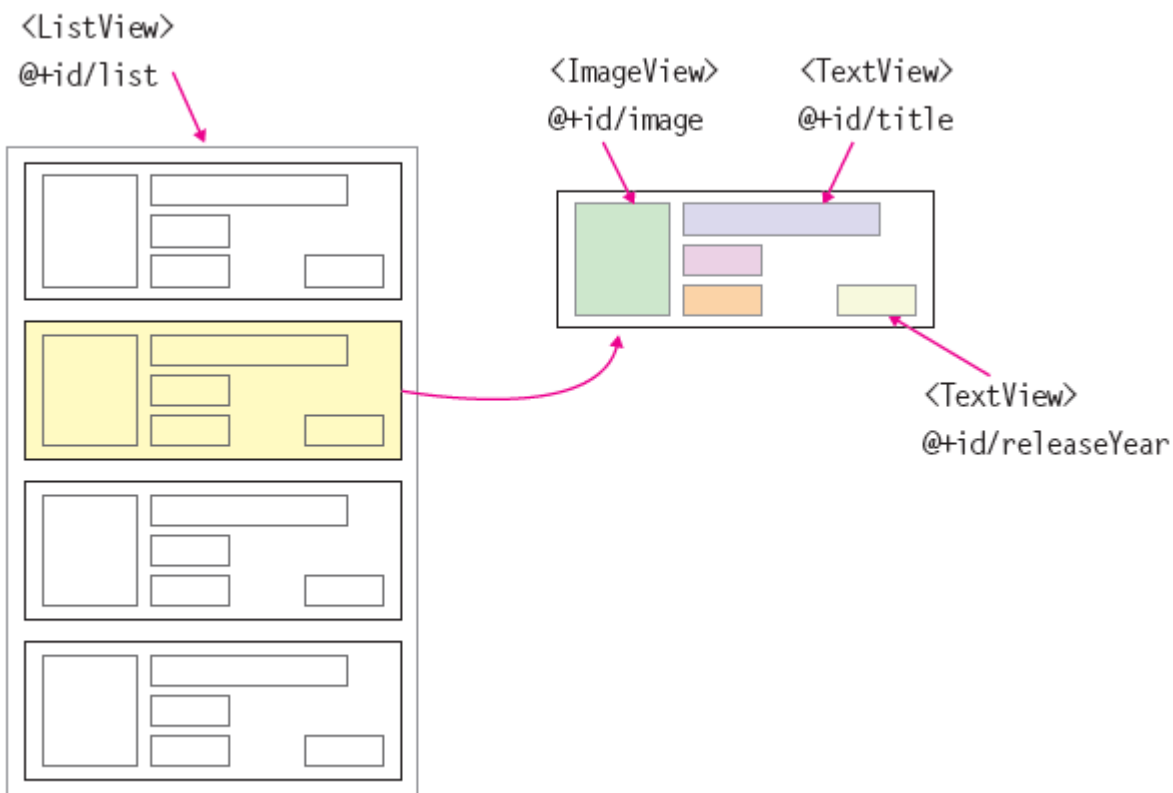 <ListView>
@+id/list
<ImageView>
@+id/image
<TextView>
@+id/title
<TextView>
@+id/releaseYear